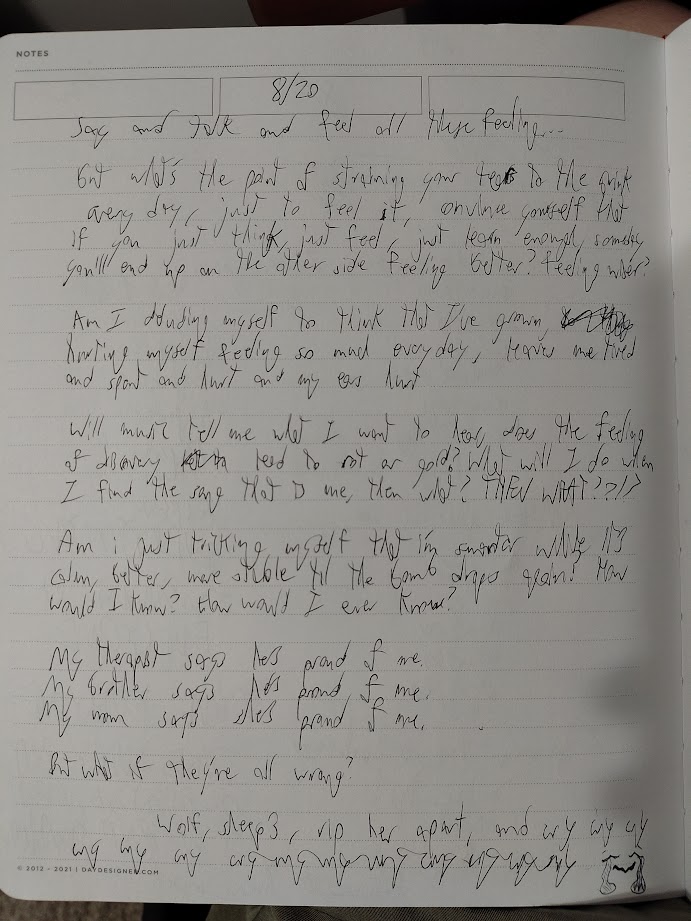 NOTES
8/20
Say and talk and feel all these feeling...
But what's the point of straining your to the brink
every day, just to feel it, convince yourself that
if you just think, just feel, just learn enough, someday
you'll end up on the other side feeling better? feeling wiser?
Am I deluding myself to think that I've grown,
hurting myself feeling so much everyday, leaves me tired
and spent and hurt and my ears hurt
Will music tell me what I want to hear, does the feeling
of discovery lead to rot or gold? What will I do when
I find the song that IS me, then what? THEN WHAT??!?
Am i just tricking myself that i'm smarter while it's
calm, better, more stable til the bomb drops again? How
would I know? How would I ever know?
My therapist says he's proud of me.
My brother says he's proud of me.
My mom says she's proud of me.
But what if they're all wrong?
Wolf, sheep, rip her apart, and cry cry cry
cry cry cry cry cry cry cry cry cry cry cry
© 2012 - 2021 | DAYDESIGNER.COM